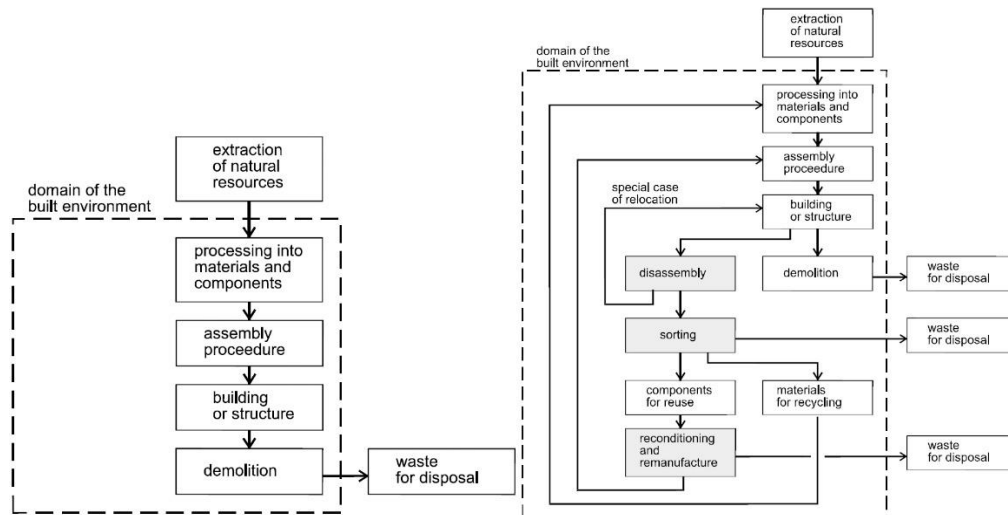 extraction
of natural
resources
domain of the
built environment
processing into
materials and
components
assembly
proceedure
building
or structure
demolition
waste
for disposal
extraction
of natural
resources
domain of the
built environment
processing into
materials and
components
assembly
proceedure
special case
of relocation
building
or structure
disassembly
demolition
waste
for disposal
sorting
waste
for disposal
components
for reuse
materials
for recycling
reconditioning
and
remanufacture
waste
for disposal